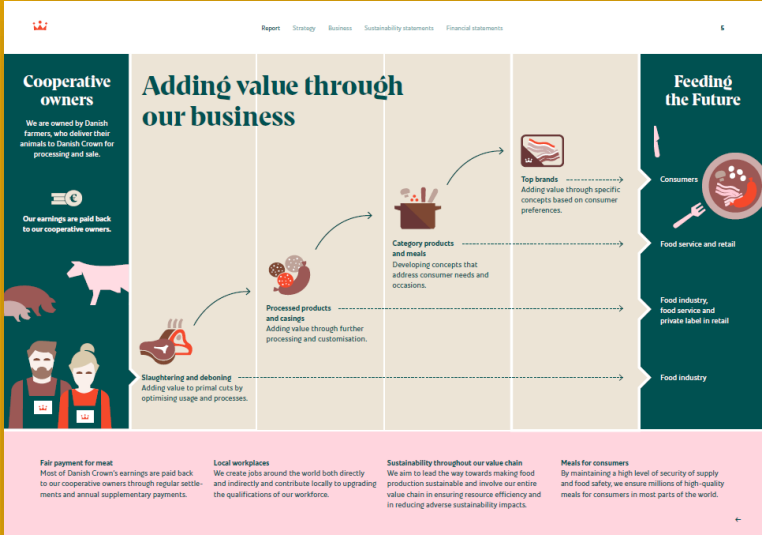 Report Strategy Business Sustainability statements Financial statements
5
Cooperative
owners
We are owned by Danish
farmers, who deliver their
animals to Danish Crown for
processing and sale.
€
Our earnings are paid back
to our cooperative owners.
Adding value through
our business
Slaughtering and deboning
Adding value to primal cuts by
optimising usage and processes.
Processed products
and casings
Adding value through further
processing and customisation.
Category products
and meals
Developing concepts that
address consumer needs and
occasions.
Top brands
Adding value through specific
concepts based on consumer
preferences.
Feeding
the Future
Consumers
Food service and retail
Food industry,
food service and
private label in retail
Food industry
Fair payment for meat
Most of Danish Crown's earnings are paid back
to our cooperative owners through regular settle-
ments and annual supplementary payments.
Local workplaces
We create jobs around the world both directly
and indirectly and contribute locally to upgrading
the qualifications of our workforce.
Sustainability throughout our value chain
We aim to lead the way towards making food
production sustainable and involve our entire
value chain in ensuring resource efficiency and
in reducing adverse sustainability impacts.
Meals for consumers
By maintaining a high level of security of supply
and food safety, we ensure millions of high-quality
meals for consumers in most parts of the world.